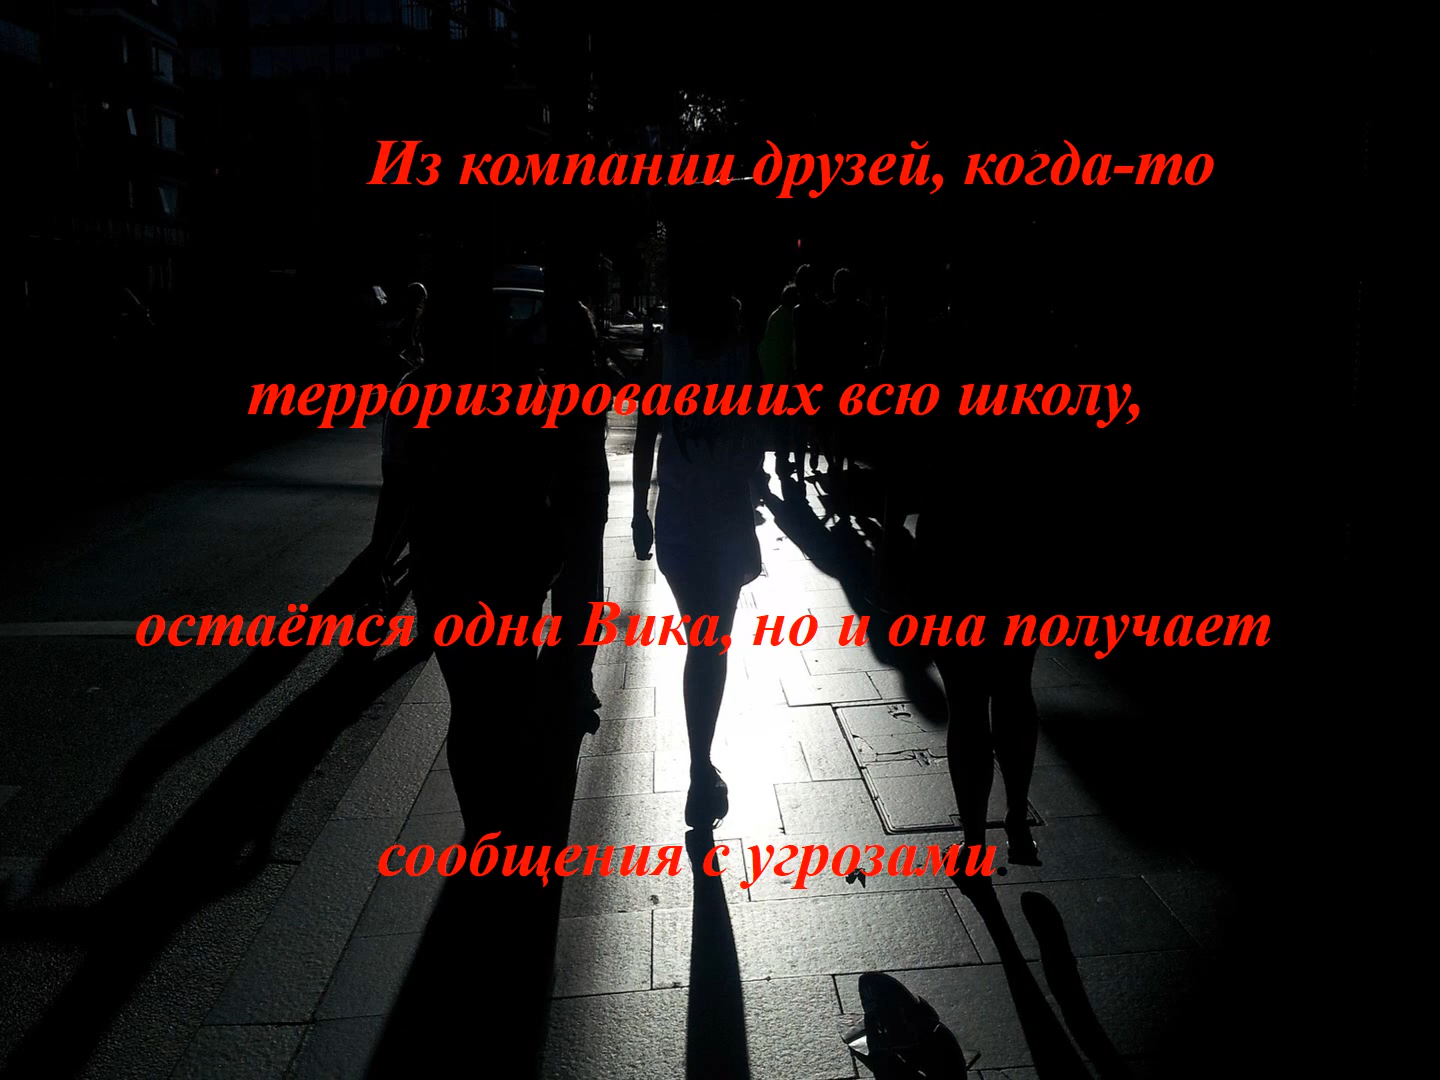 Из компании друзей, когда-то
терроризировавших всю школу,
остаётся одна Вика, но и она получает
сообщения с угрозами.